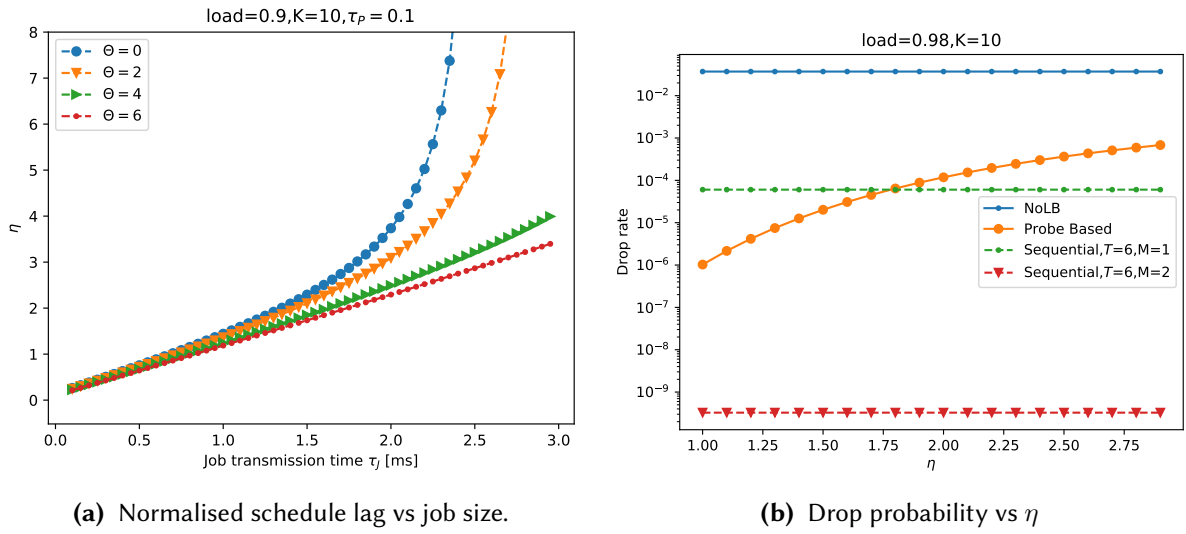 load=0.9,K=10,τ_P = 0.1
8
7
6
5
4
3
2
1
0
η
Θ = 0
Θ = 2
Θ = 4
Θ = 6
0.0 0.5 1.0 1.5 2.0 2.5 3.0
Job transmission time τ_J [ms]
(a) Normalised schedule lag vs job size.
load=0.98,K=10
10⁻²
10⁻³
10⁻⁴
10⁻⁵
10⁻⁶
10⁻⁷
10⁻⁸
10⁻⁹
Drop rate
NoLB
Probe Based
Sequential,T=6,M=1
Sequential,T=6,M=2
1.00 1.25 1.50 1.75 2.00 2.25 2.50 2.75
η
(b) Drop probability vs η